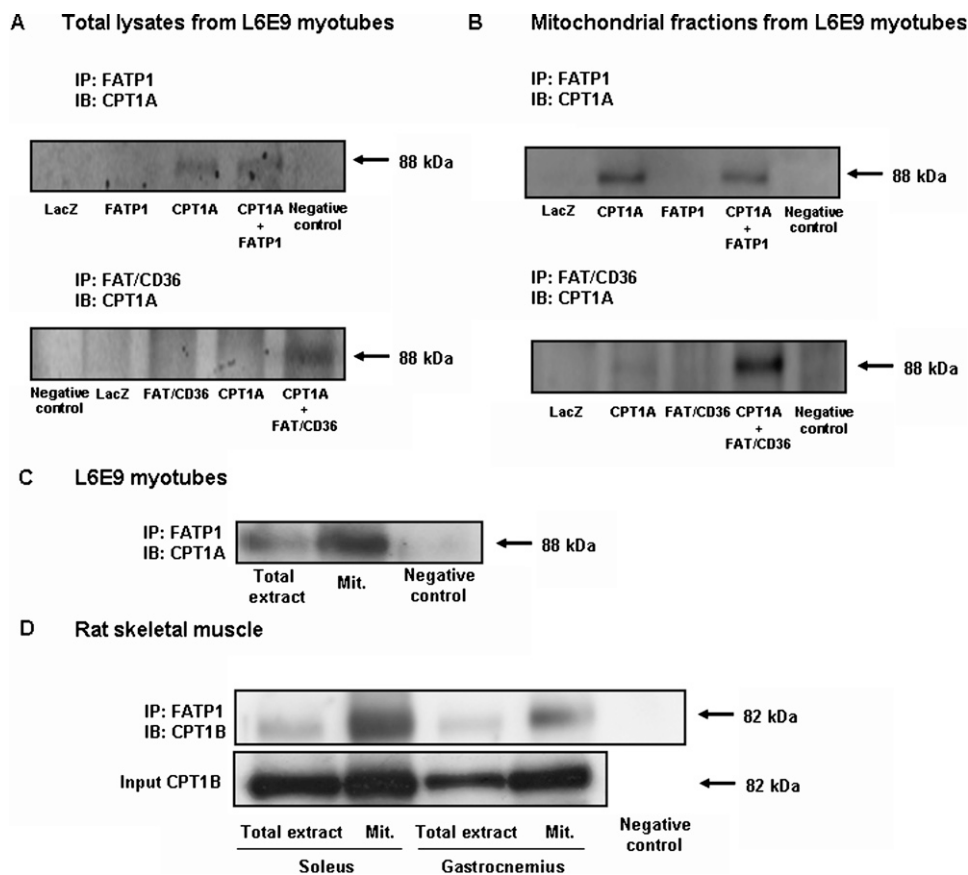 A Total lysates from L6E9 myotubes
IP: FATP1
IB: CPT1A
88 kDa
LacZ FATP1 CPT1A CPT1A + FATP1 Negative control
IP: FAT/CD36
IB: CPT1A
88 kDa
Negative control LacZ FAT/CD36 CPT1A CPT1A + FAT/CD36
B Mitochondrial fractions from L6E9 myotubes
IP: FATP1
IB: CPT1A
88 kDa
LacZ CPT1A FATP1 CPT1A + FATP1 Negative control
IP: FAT/CD36
IB: CPT1A
88 kDa
LacZ CPT1A FAT/CD36 CPT1A + FAT/CD36 Negative control
C L6E9 myotubes
IP: FATP1
IB: CPT1A
88 kDa
Total extract Mit. Negative control
D Rat skeletal muscle
IP: FATP1
IB: CPT1B
82 kDa
Input CPT1B
82 kDa
Total extract Mit. Total extract Mit. Negative control
Soleus Gastrocnemius